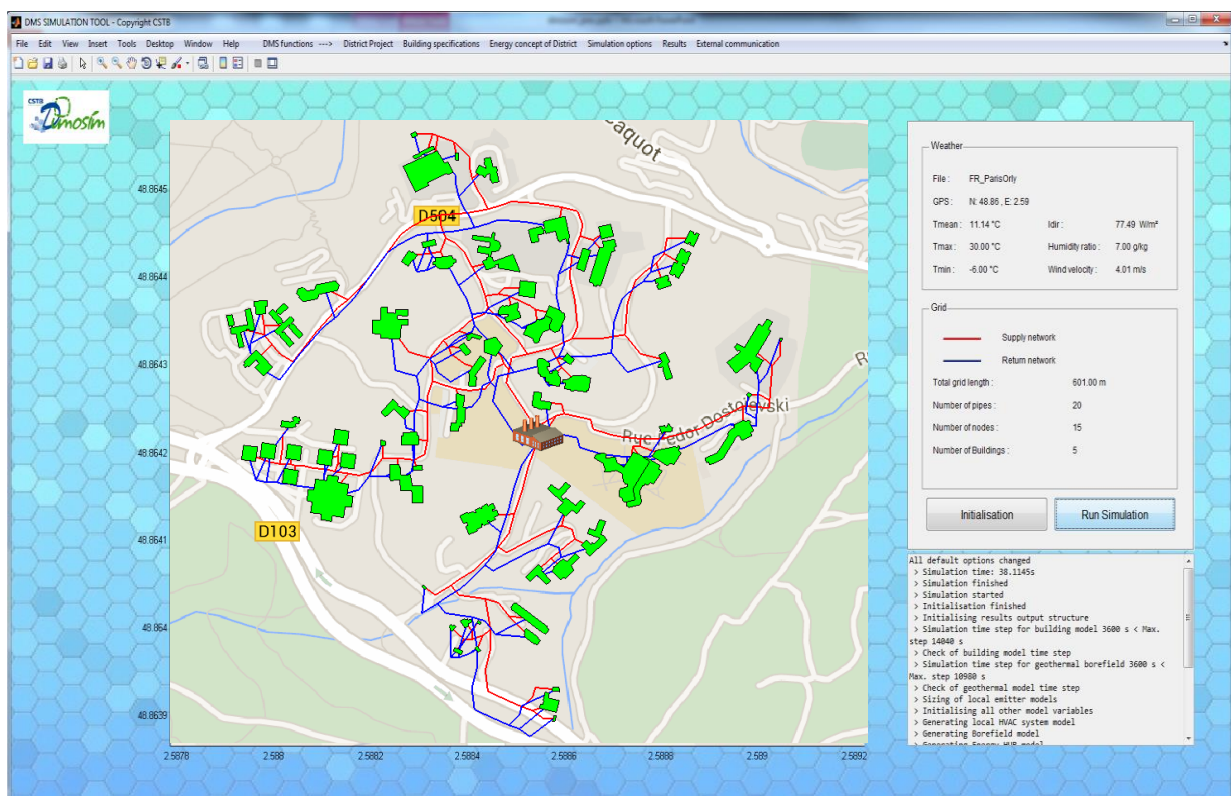 DMS SIMULATION TOOL - Copyright CSTB
File Edit View Insert Tools Desktop Window Help DMS functions ---> District Project Building specifications Energy concept of District Simulation options Results External communication
CSTB
Dimosim
caquot
D504
Rue Fedor Dostoïevski
D103
48.8645
48.8644
48.8643
48.8642
48.8641
48.864
48.8639
2.5878 2.588 2.5882 2.5884 2.5886 2.5888 2.589 2.5892
Weather
File : FR_ParisOrly
GPS : N: 48.86 , E: 2.59
Tmean : 11.14 °C Idir : 77.49 W/m²
Tmax : 30.00 °C Humidity ratio : 7.00 g/kg
Tmin : -6.00 °C Wind velocity : 4.01 m/s
Grid
Supply network
Return network
Total grid length : 601.00 m
Number of pipes : 20
Number of nodes : 15
Number of Buildings : 5
Initialisation Run Simulation
All default options changed
> Simulation time: 38.1145s
> Simulation finished
> Simulation started
> Initialisation finished
> Initialising results output structure
> Simulation time step for building model 3600 s < Max.
step 14040 s
> Check of building model time step
> Simulation time step for geothermal borefield 3600 s <
Max. step 10980 s
> Check of geothermal model time step
> Sizing of local emitter models
> Initialising all other model variables
> Generating local HVAC system model
> Generating Borefield model
> Generating Energy HUB model